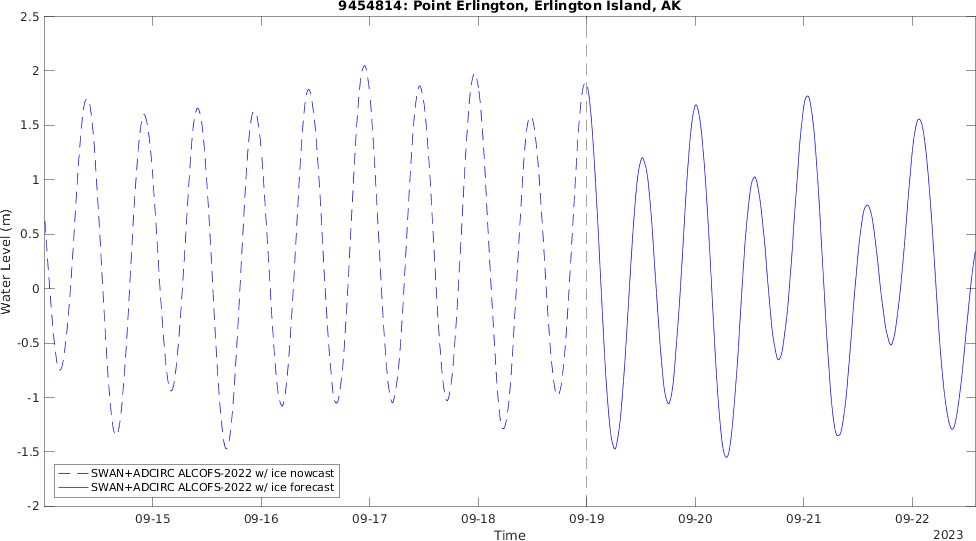 9454814: Point Erlington, Erlington Island, AK
2.5
2
1.5
1
0.5
0
-0.5
-1
-1.5
-2
Water Level (m)
SWAN+ADCIRC ALCOFS-2022 w/ ice nowcast
SWAN+ADCIRC ALCOFS-2022 w/ ice forecast
09-15 09-16 09-17 09-18 09-19 09-20 09-21 09-22
Time
2023